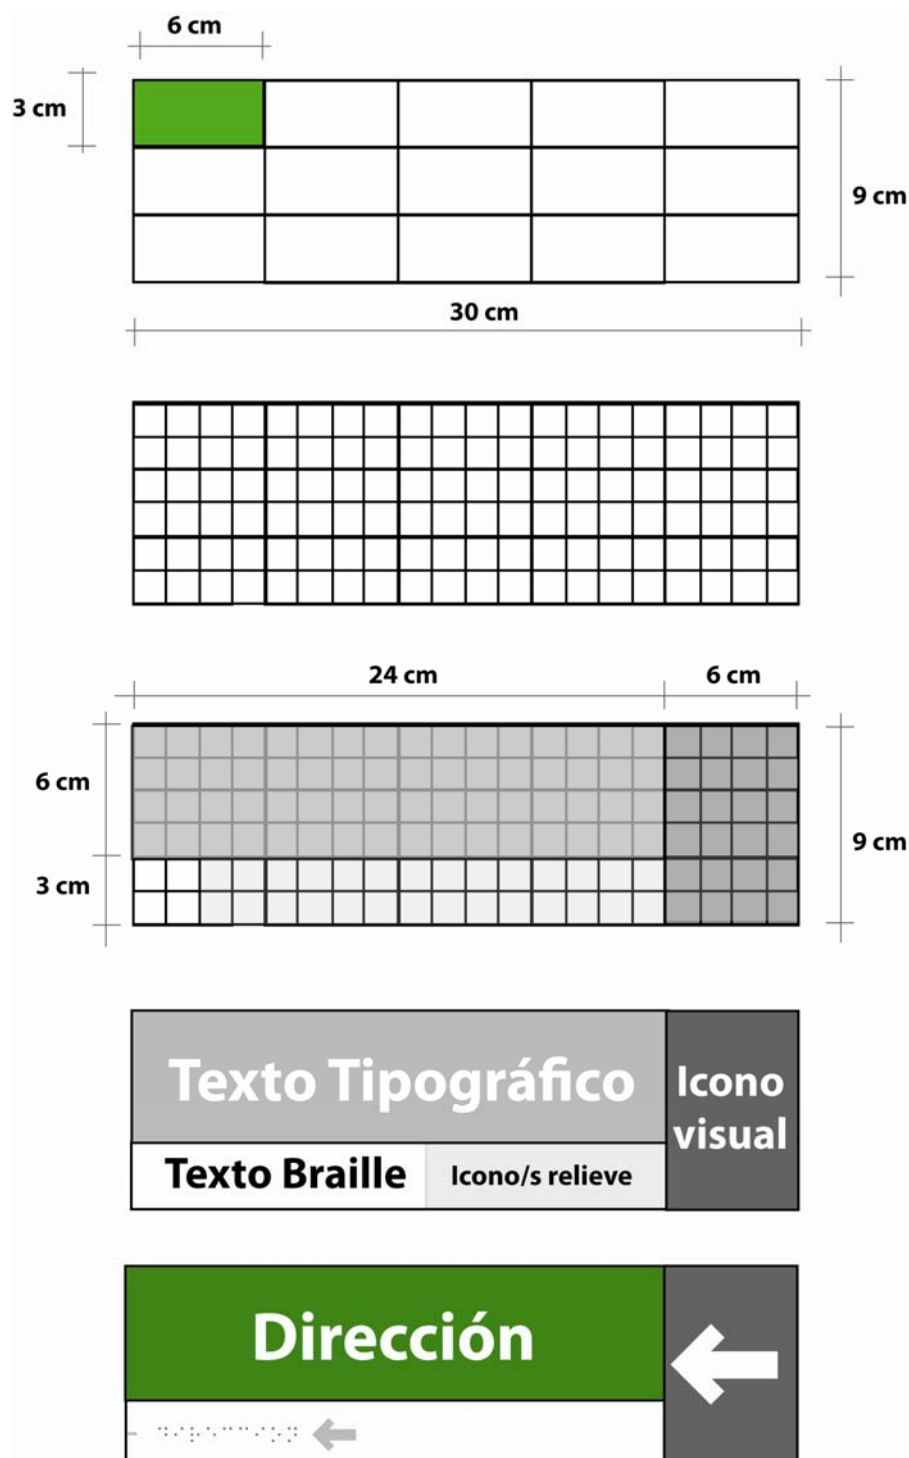 6 cm
3 cm
9 cm
30 cm
24 cm
6 cm
6 cm
9 cm
3 cm
Texto Tipográfico
Icono
visual
Texto Braille
Icono/s relieve
Dirección